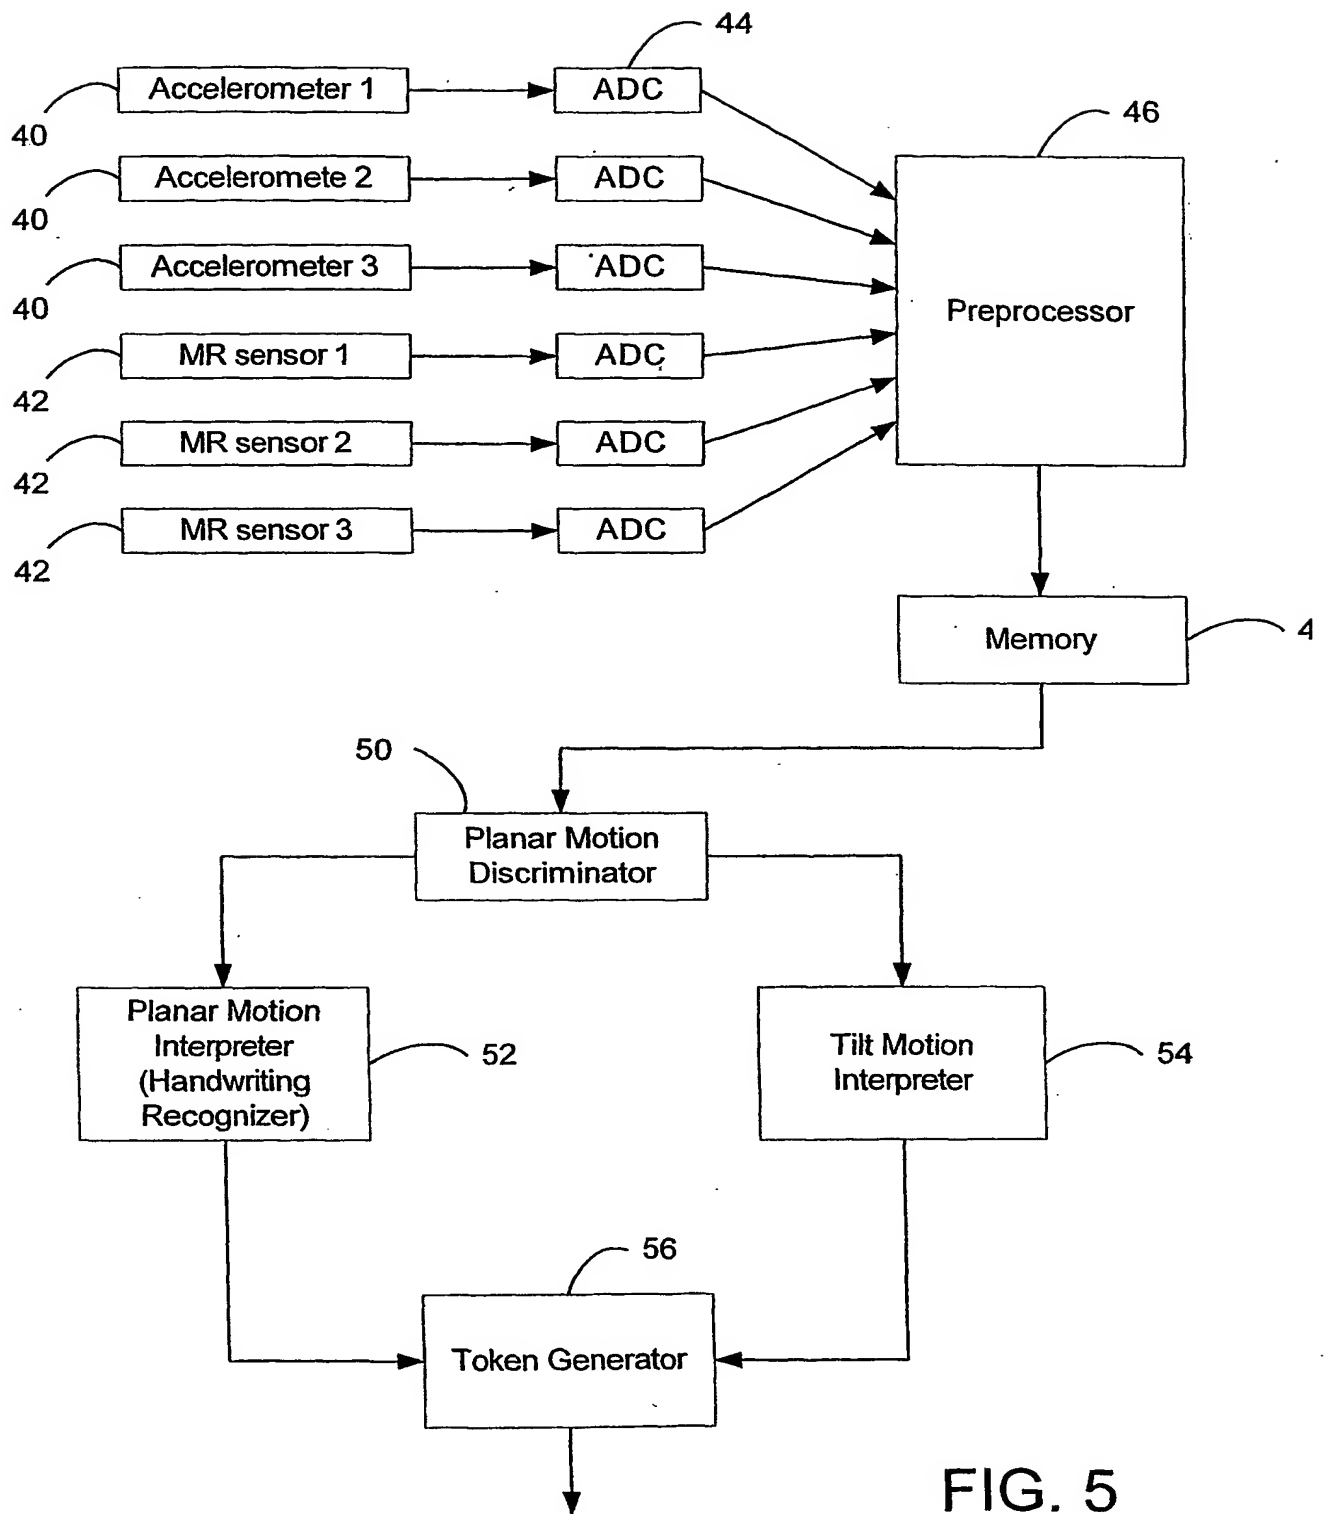 44
Accelerometer 1
ADC
40
46
Acceleromete 2
ADC
40
Accelerometer 3
ADC
40
Preprocessor
MR sensor 1
ADC
42
MR sensor 2
ADC
42
MR sensor 3
ADC
42
Memory
4
50
Planar Motion
Discriminator
Planar Motion
Interpreter
(Handwriting
Recognizer)
52
Tilt Motion
Interpreter
54
56
Token Generator
FIG. 5